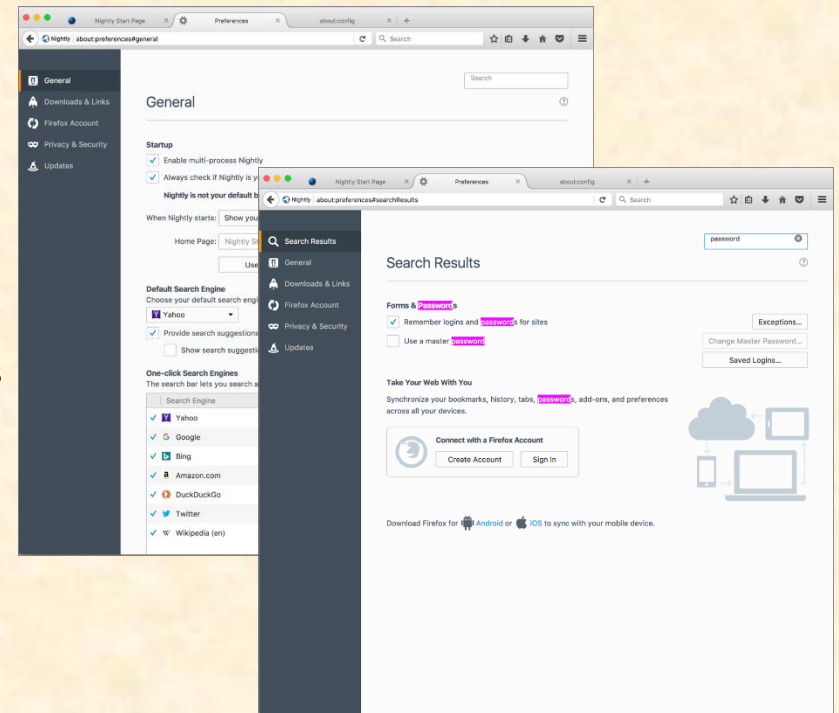 Nightly Start Page
Preferences
about:config
Nightly about:preferences#general
Search
General
Downloads & Links
Firefox Account
Privacy & Security
Updates
Search
General
Startup
Enable multi-process Nightly
Always check if Nightly is
Nightly is not your default
When Nightly starts: Show you
Home Page: Nightly St
Use
Default Search Engine
Choose your default search engi
Yahoo
Provide search suggestions
Show search suggesti
One-click Search Engines
The search bar lets you search a
Search Engine
Yahoo
Google
Bing
Amazon.com
DuckDuckGo
Twitter
Wikipedia (en)
s
Nightly Start Page
Preferences
about:config
Nightly about:preferences#searchResults
Search
Search Results
General
Downloads & Links
Firefox Account
Privacy & Security
Updates
password
Search Results
Forms & Passwords
Remember logins and passwords for sites
Exceptions...
Use a master password
Change Master Password...
Saved Logins...
Take Your Web With You
Synchronize your bookmarks, history, tabs, passwords, add-ons, and preferences
across all your devices.
Connect with a Firefox Account
Create Account
Sign In
Download Firefox for Android or iOS to sync with your mobile device.